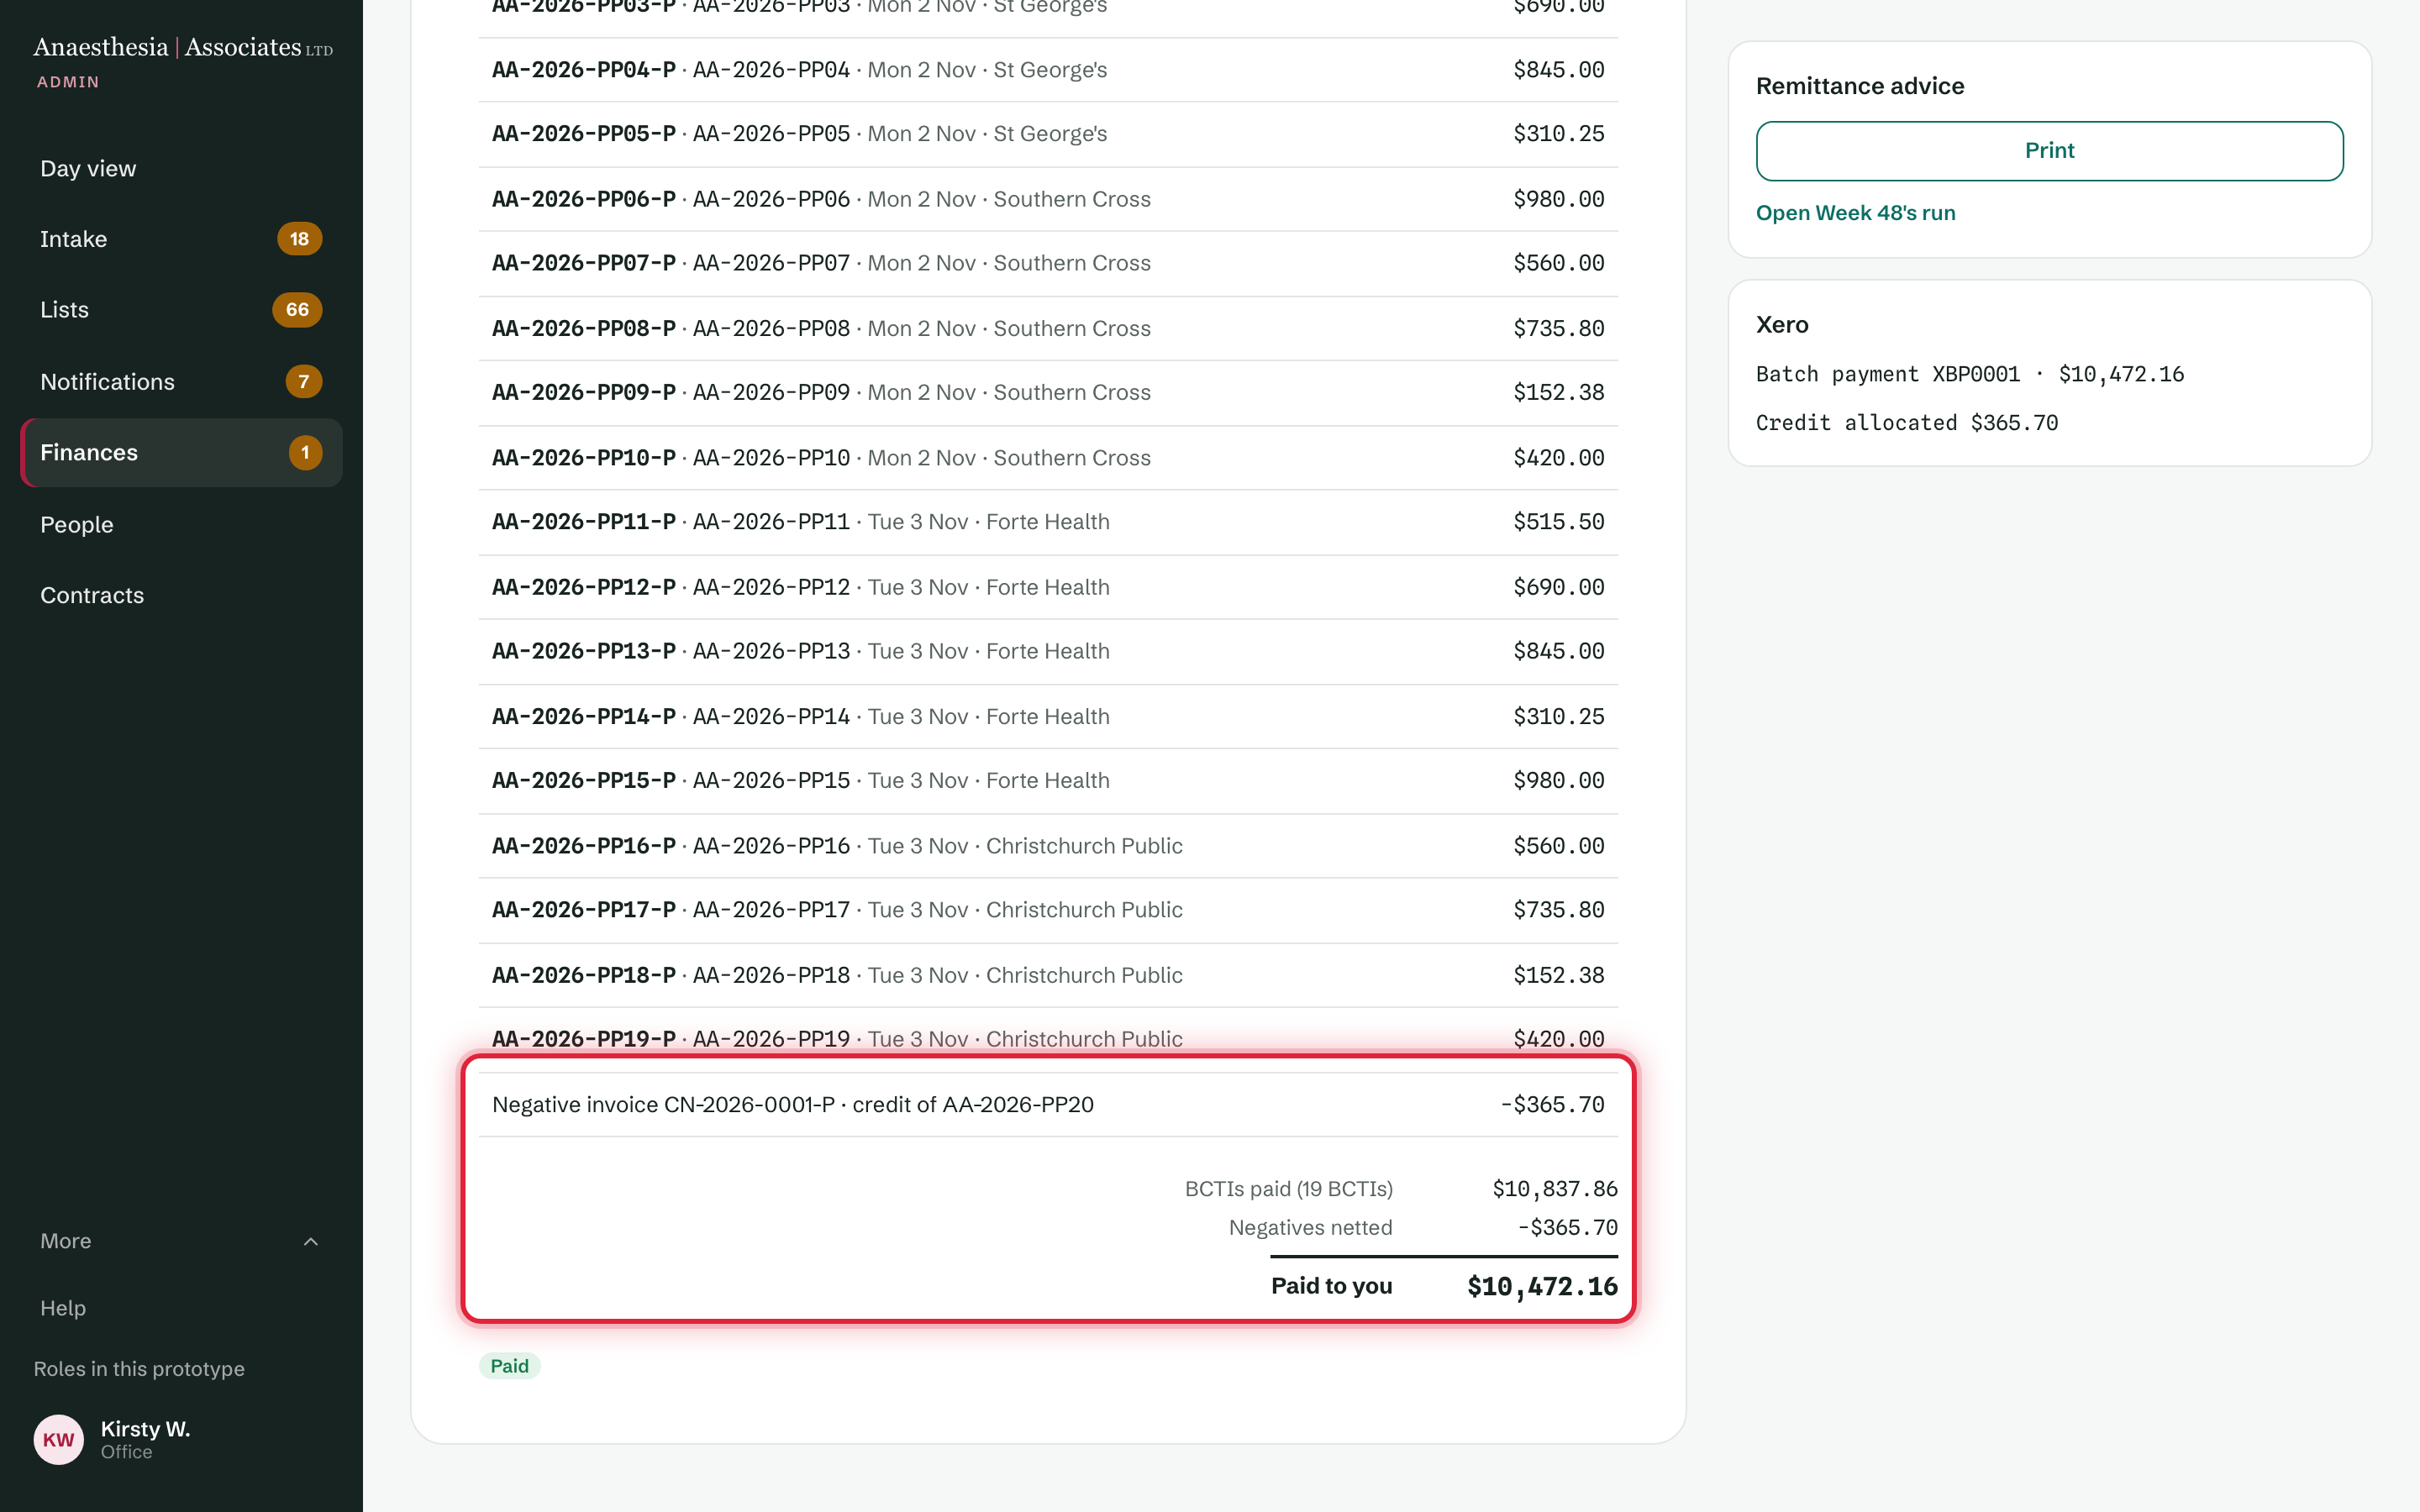 Anaesthesia | Associates LTD
ADMIN
Day view
Intake 18
Lists 66
Notifications 7
Finances 1
People
Contracts
More
Help
Roles in this prototype
KW
Kirsty W.
Office
AA-2026-PP03-P · AA-2026-PP03 · Mon 2 Nov · St George's $690.00
AA-2026-PP04-P · AA-2026-PP04 · Mon 2 Nov · St George's $845.00
AA-2026-PP05-P · AA-2026-PP05 · Mon 2 Nov · St George's $310.25
AA-2026-PP06-P · AA-2026-PP06 · Mon 2 Nov · Southern Cross $980.00
AA-2026-PP07-P · AA-2026-PP07 · Mon 2 Nov · Southern Cross $560.00
AA-2026-PP08-P · AA-2026-PP08 · Mon 2 Nov · Southern Cross $735.80
AA-2026-PP09-P · AA-2026-PP09 · Mon 2 Nov · Southern Cross $152.38
AA-2026-PP10-P · AA-2026-PP10 · Mon 2 Nov · Southern Cross $420.00
AA-2026-PP11-P · AA-2026-PP11 · Tue 3 Nov · Forte Health $515.50
AA-2026-PP12-P · AA-2026-PP12 · Tue 3 Nov · Forte Health $690.00
AA-2026-PP13-P · AA-2026-PP13 · Tue 3 Nov · Forte Health $845.00
AA-2026-PP14-P · AA-2026-PP14 · Tue 3 Nov · Forte Health $310.25
AA-2026-PP15-P · AA-2026-PP15 · Tue 3 Nov · Forte Health $980.00
AA-2026-PP16-P · AA-2026-PP16 · Tue 3 Nov · Christchurch Public $560.00
AA-2026-PP17-P · AA-2026-PP17 · Tue 3 Nov · Christchurch Public $735.80
AA-2026-PP18-P · AA-2026-PP18 · Tue 3 Nov · Christchurch Public $152.38
AA-2026-PP19-P · AA-2026-PP19 · Tue 3 Nov · Christchurch Public $420.00
Negative invoice CN-2026-0001-P · credit of AA-2026-PP20 -$365.70
BCTIs paid (19 BCTIs) $10,837.86
Negatives netted -$365.70
Paid to you $10,472.16
Paid
Remittance advice
Print
Open Week 48's run
Xero
Batch payment XBP0001 · $10,472.16
Credit allocated $365.70